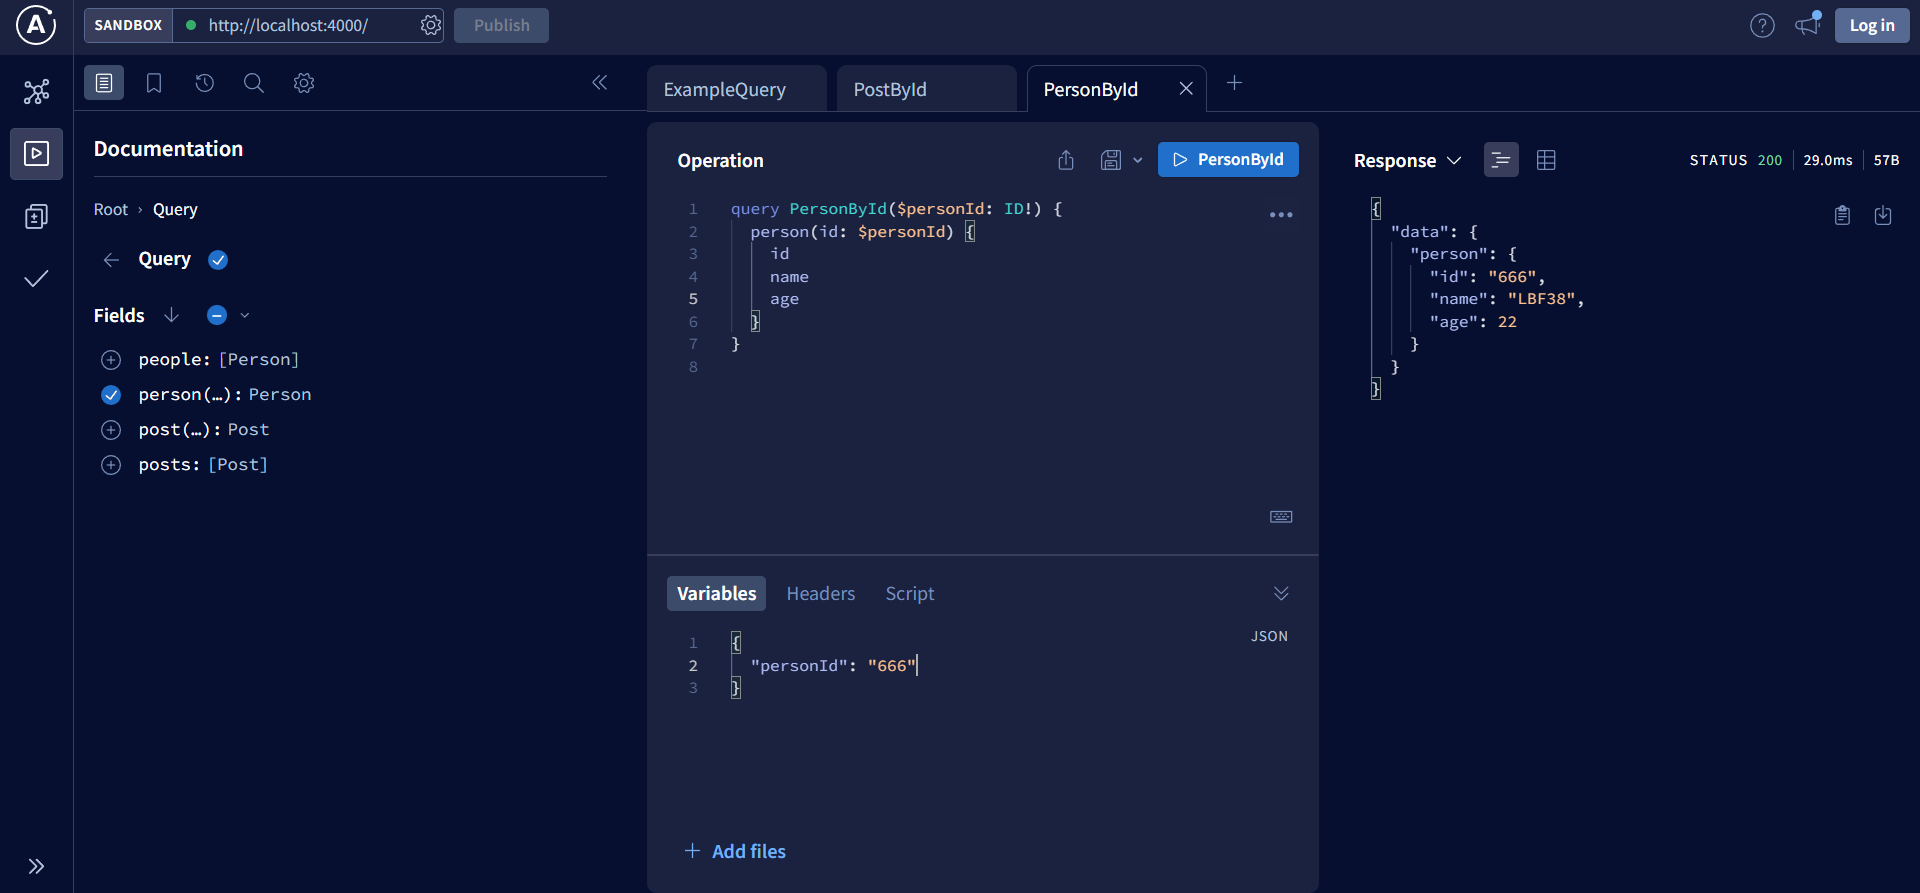 SANDBOX http://localhost:4000/ Publish Log in
ExampleQuery PostById PersonById
Documentation
Root › Query
Query
Fields
people: [Person]
person(…): Person
post(…): Post
posts: [Post]
Operation PersonById
1 query PersonById($personId: ID!) {
2 person(id: $personId) {
3 id
4 name
5 age
6 }
7 }
8
Variables Headers Script
JSON
1 {
2 "personId": "666"
3 }
Add files
Response STATUS 200 29.0ms 57B
{
"data": {
"person": {
"id": "666",
"name": "LBF38",
"age": 22
}
}
}